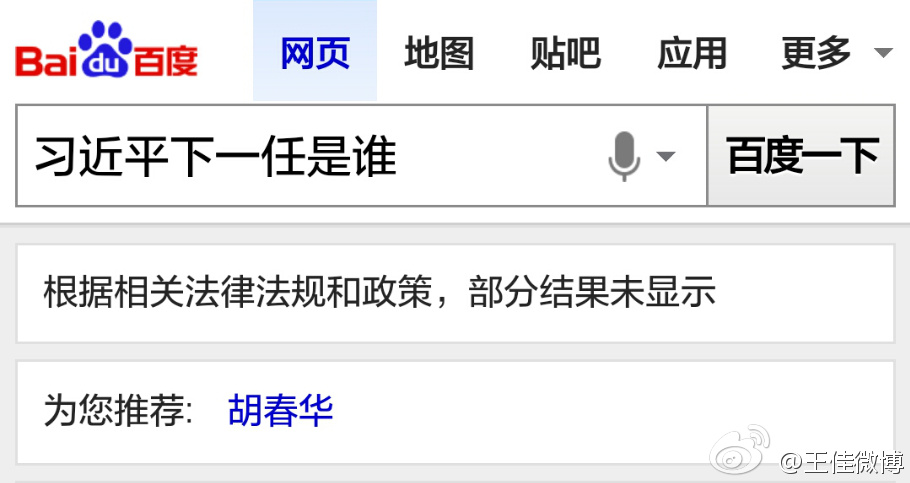 Bai du 百度 网页 地图 贴吧 应用 更多
习近平下一任是谁 百度一下
根据相关法律法规和政策，部分结果未显示
为您推荐: 胡春华
@王佳微博